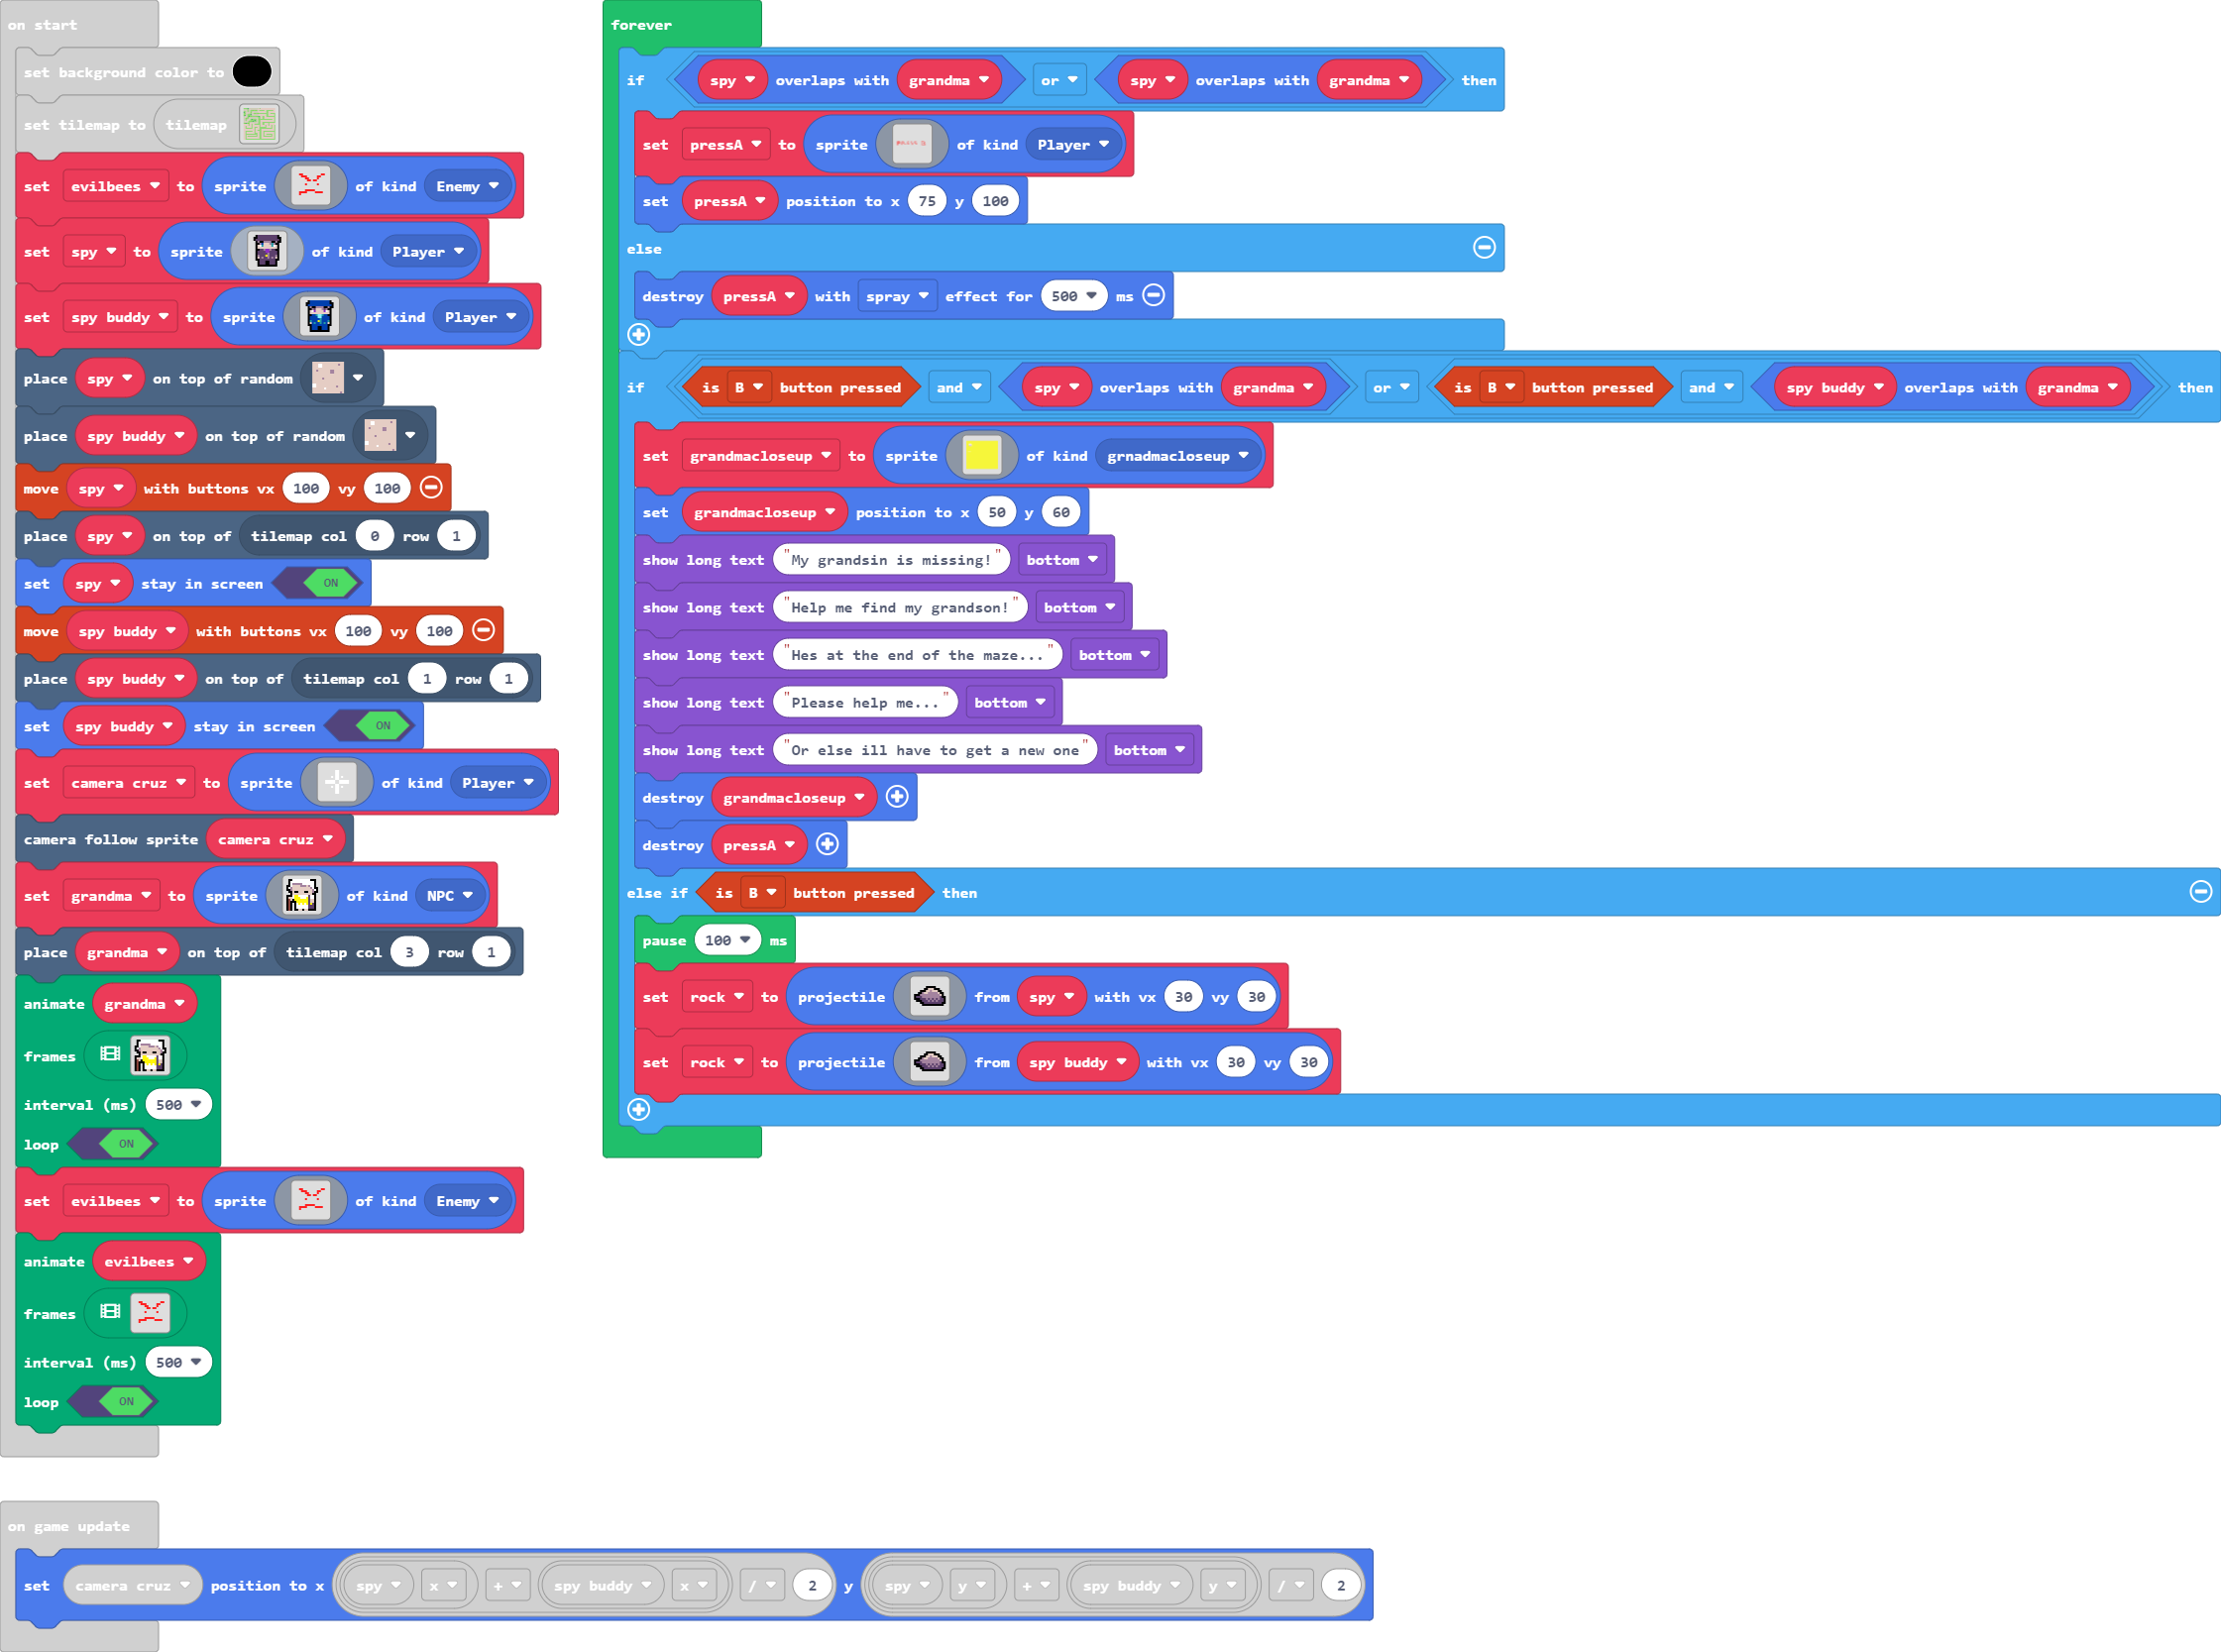 on start
set background color to
set tilemap to tilemap
set evilbees to sprite of kind Enemy
set spy to sprite of kind Player
set spy buddy to sprite of kind Player
place spy on top of random
place spy buddy on top of random
move spy with buttons vx 100 vy 100
place spy on top of tilemap col 0 row 1
set spy stay in screen ON
move spy buddy with buttons vx 100 vy 100
place spy buddy on top of tilemap col 1 row 1
set spy buddy stay in screen ON
set camera cruz to sprite of kind Player
camera follow sprite camera cruz
set grandma to sprite of kind NPC
place grandma on top of tilemap col 3 row 1
animate grandma
frames
interval (ms) 500
loop ON
set evilbees to sprite of kind Enemy
animate evilbees
frames
interval (ms) 500
loop ON
on game update
set camera cruz position to x spy x + spy buddy x / 2 y spy y + spy buddy y / 2
forever
if spy overlaps with grandma or spy overlaps with grandma then
set pressA to sprite of kind Player
set pressA position to x 75 y 100
else
destroy pressA with spray effect for 500 ms
if is B button pressed and spy overlaps with grandma or is B button pressed and spy buddy overlaps with grandma then
set grandmacloseup to sprite of kind grnadmacloseup
set grandmacloseup position to x 50 y 60
show long text "My grandsin is missing!" bottom
show long text "Help me find my grandson!" bottom
show long text "Hes at the end of the maze..." bottom
show long text "Please help me..." bottom
show long text "Or else ill have to get a new one" bottom
destroy grandmacloseup
destroy pressA
else if is B button pressed then
pause 100 ms
set rock to projectile from spy with vx 30 vy 30
set rock to projectile from spy buddy with vx 30 vy 30